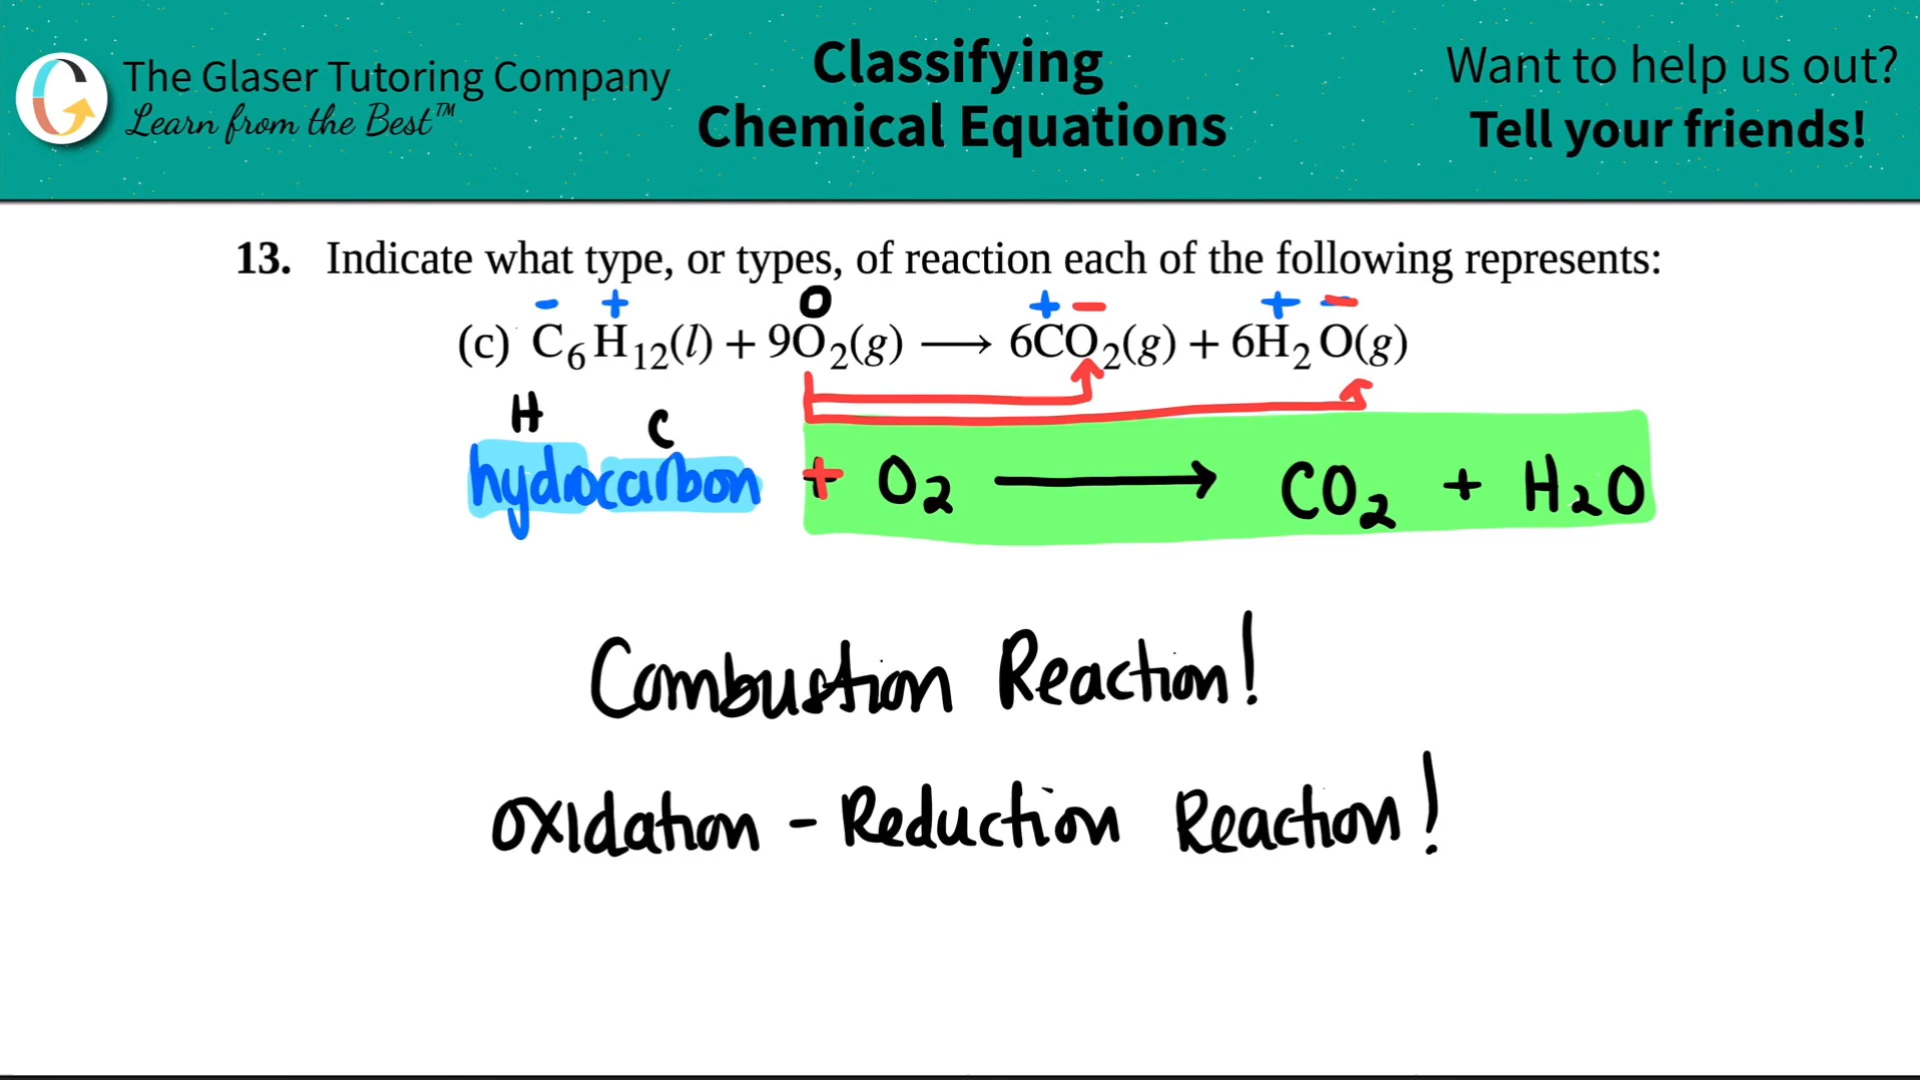 The Glaser Tutoring Company
Learn from the Best™
Classifying
Chemical Equations
Want to help us out?
Tell your friends!
13. Indicate what type, or types, of reaction each of the following represents:
- + 0 + - + -
(c) C₆H₁₂(l) + 9O₂(g) ⟶ 6CO₂(g) + 6H₂O(g)
H C
hydrocarbon + O₂ ⟶ CO₂ + H₂O
Combustion Reaction!
Oxidation - Reduction Reaction!